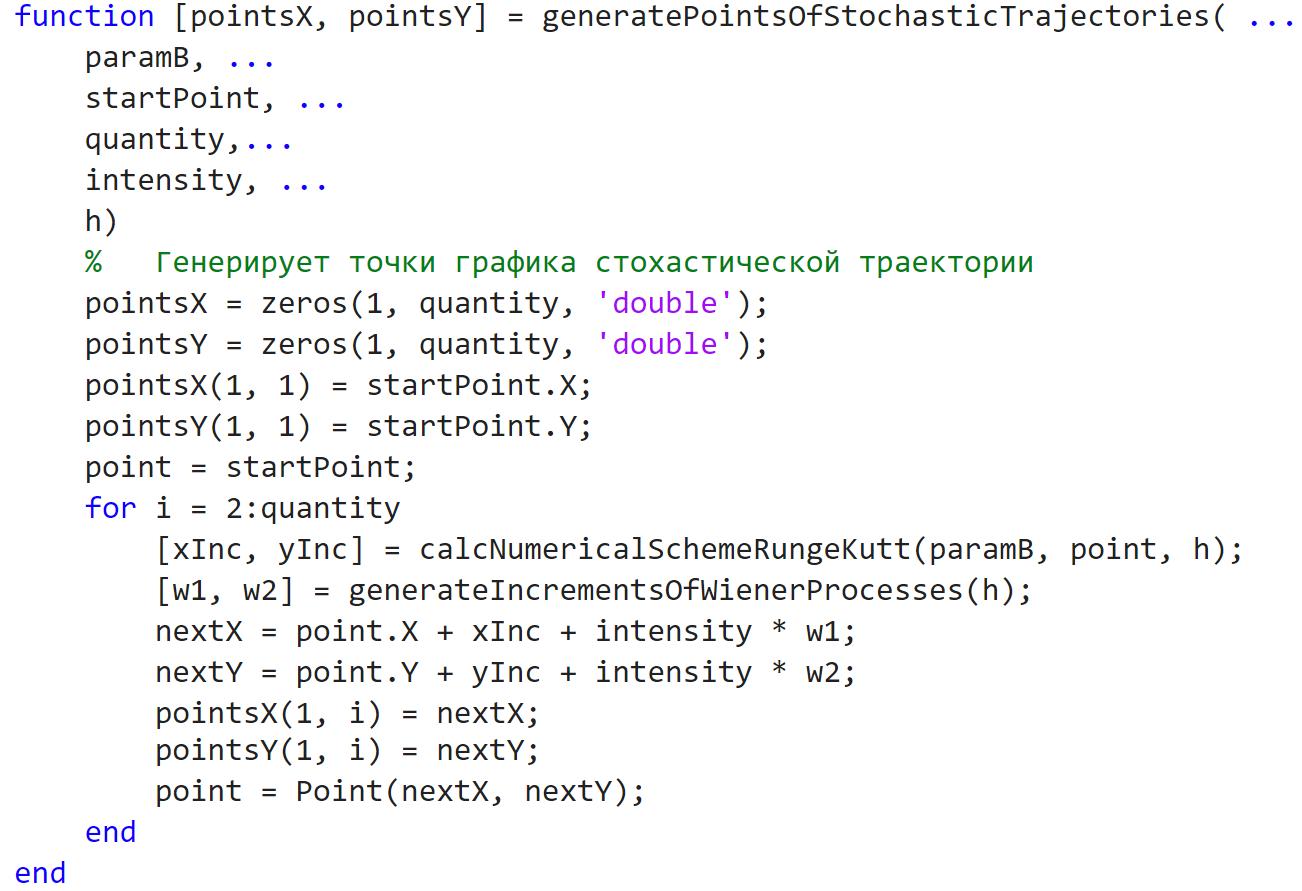 function [pointsX, pointsY] = generatePointsOfStochasticTrajectories( ...
    paramB, ...
    startPoint, ...
    quantity,...
    intensity, ...
    h)
    %   Генерирует точки графика стохастической траектории
    pointsX = zeros(1, quantity, 'double');
    pointsY = zeros(1, quantity, 'double');
    pointsX(1, 1) = startPoint.X;
    pointsY(1, 1) = startPoint.Y;
    point = startPoint;
    for i = 2:quantity
        [xInc, yInc] = calcNumericalSchemeRungeKutt(paramB, point, h);
        [w1, w2] = generateIncrementsOfWienerProcesses(h);
        nextX = point.X + xInc + intensity * w1;
        nextY = point.Y + yInc + intensity * w2;
        pointsX(1, i) = nextX;
        pointsY(1, i) = nextY;
        point = Point(nextX, nextY);
    end
end